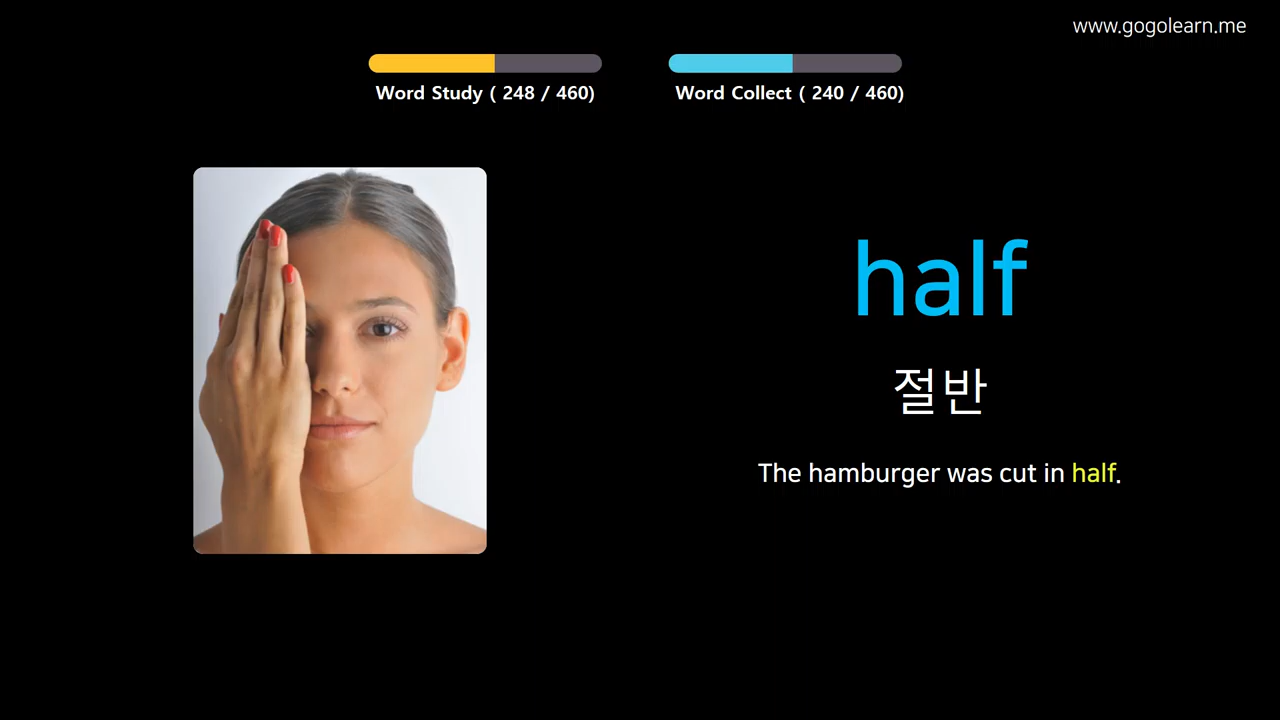 www.gogolearn.me
Word Study ( 248 / 460)
Word Collect ( 240 / 460)
half
절반
The hamburger was cut in half.